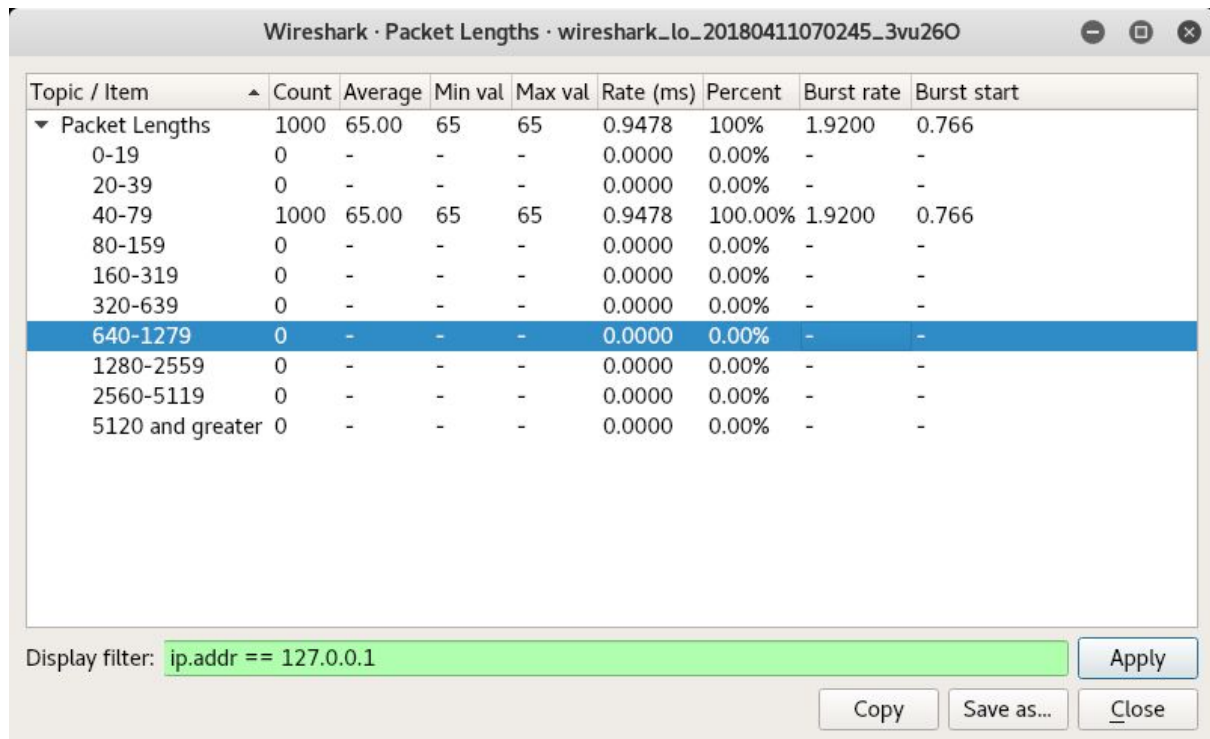 Wireshark · Packet Lengths · wireshark_lo_20180411070245_3vu26O
Topic / Item Count Average Min val Max val Rate (ms) Percent Burst rate Burst start
Packet Lengths 1000 65.00 65 65 0.9478 100% 1.9200 0.766
0-19 0 - - - 0.0000 0.00% - -
20-39 0 - - - 0.0000 0.00% - -
40-79 1000 65.00 65 65 0.9478 100.00% 1.9200 0.766
80-159 0 - - - 0.0000 0.00% - -
160-319 0 - - - 0.0000 0.00% - -
320-639 0 - - - 0.0000 0.00% - -
640-1279 0 - - - 0.0000 0.00% - -
1280-2559 0 - - - 0.0000 0.00% - -
2560-5119 0 - - - 0.0000 0.00% - -
5120 and greater 0 - - - 0.0000 0.00% - -
Display filter: ip.addr == 127.0.0.1 Apply
Copy Save as... Close